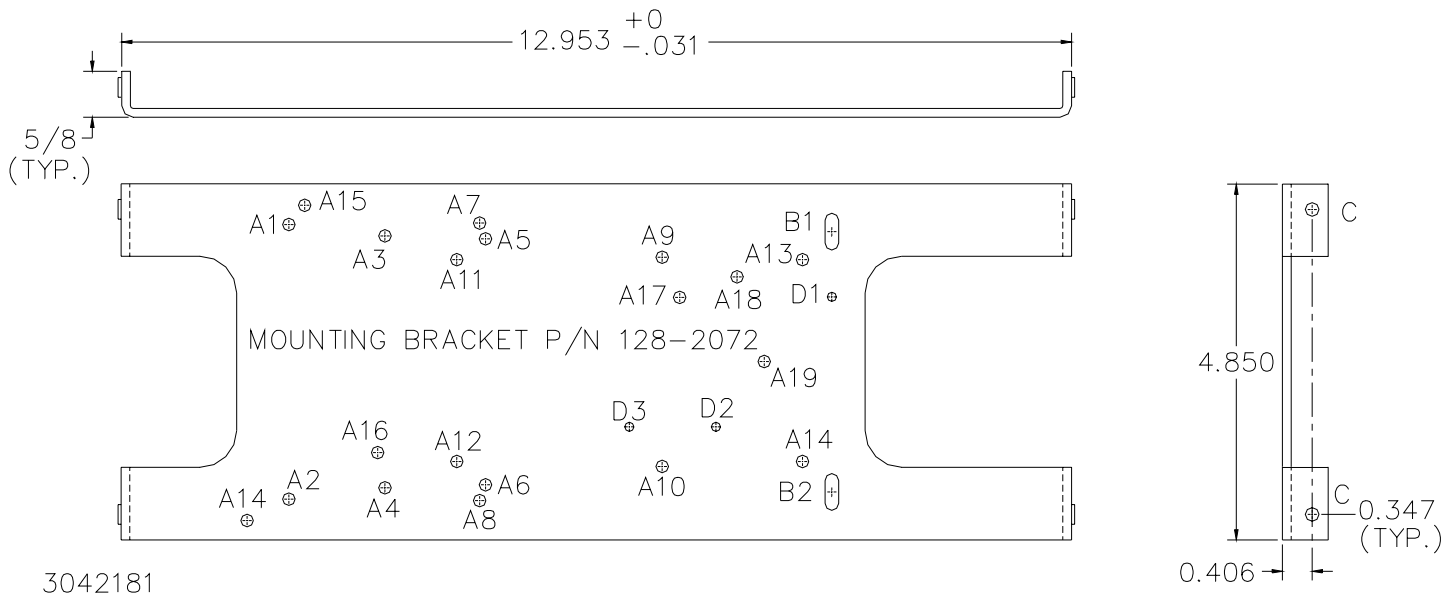 12.953 +0
-.031
5/8
(TYP.)
A15
A7
A1
A5
B1
C
A3
A9
A13
A11
A17
A18
D1
MOUNTING BRACKET P/N 128-2072
4.850
A19
D3
D2
A16
A12
A14
A14
A2
A6
A10
B2
C
A4
A8
0.347
(TYP.)
0.406
3042181